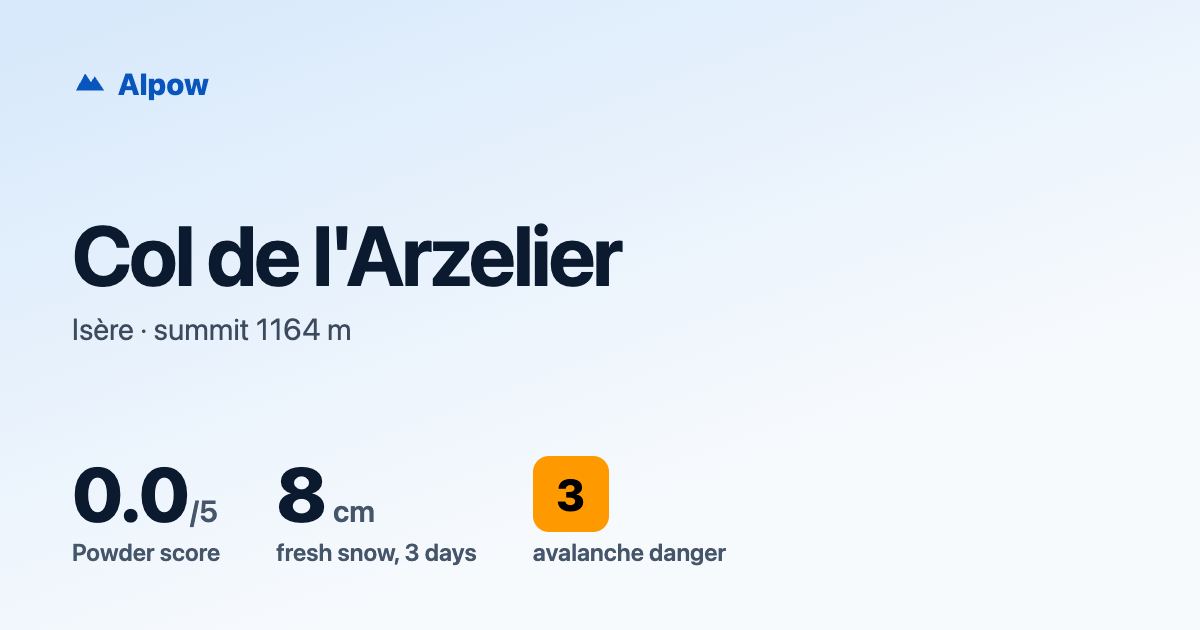 Alpow
Col de l'Arzelier
Isère · summit 1164 m
0.0/5
Powder score
8 cm
fresh snow, 3 days
3
avalanche danger